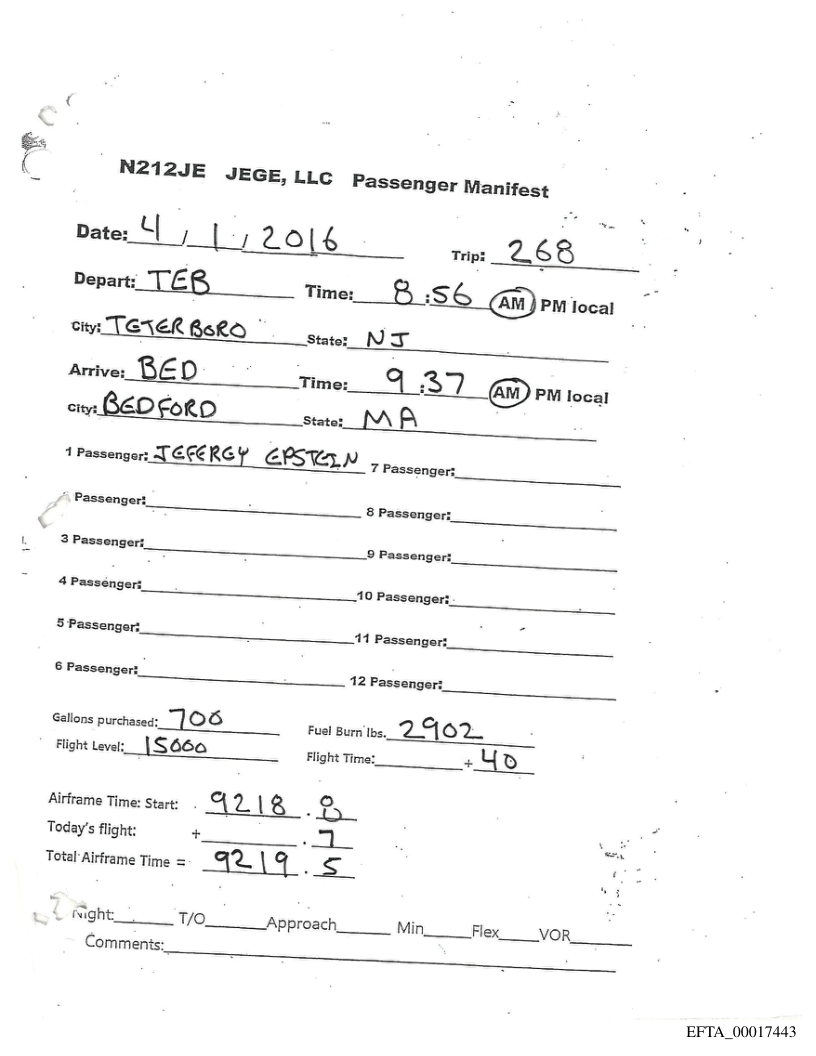 N212JE JEGE, LLC Passenger Manifest
Date: 4 / 1 / 2016 Trip: 268
Depart: TEB Time: 8:56 AM PM local
City: TETERBORO State: NJ
Arrive: BED Time: 9:37 AM PM local
City: BEDFORD State: MA
1 Passenger: JEFERGY EPSTEIN 7 Passenger:
Passenger: 8 Passenger:
3 Passenger: 9 Passenger:
4 Passenger: 10 Passenger:
5 Passenger: 11 Passenger:
6 Passenger: 12 Passenger:
Gallons purchased: 700 Fuel Burn lbs. 2902
Flight Level: 15000 Flight Time: + 40
Airframe Time: Start: 9218.8
Today's flight: + .7
Total Airframe Time = 9219.5
Night: T/O Approach Min Flex VOR
Comments:
EFTA_00017443